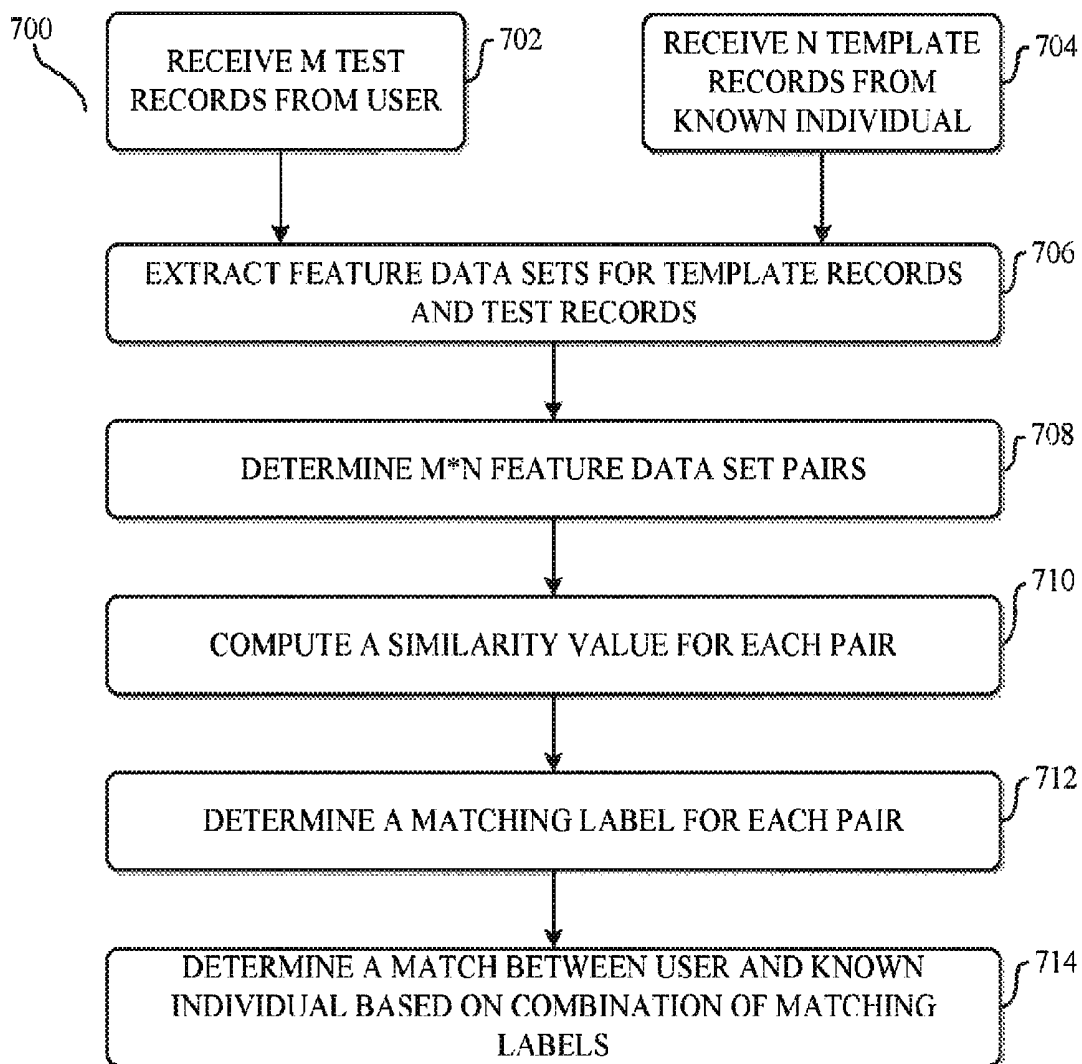 700
RECEIVE M TEST
RECORDS FROM USER
702
RECEIVE N TEMPLATE
RECORDS FROM
KNOWN INDIVIDUAL
704
EXTRACT FEATURE DATA SETS FOR TEMPLATE RECORDS
AND TEST RECORDS
706
DETERMINE M*N FEATURE DATA SET PAIRS
708
COMPUTE A SIMILARITY VALUE FOR EACH PAIR
710
DETERMINE A MATCHING LABEL FOR EACH PAIR
712
DETERMINE A MATCH BETWEEN USER AND KNOWN
INDIVIDUAL BASED ON COMBINATION OF MATCHING
LABELS
714